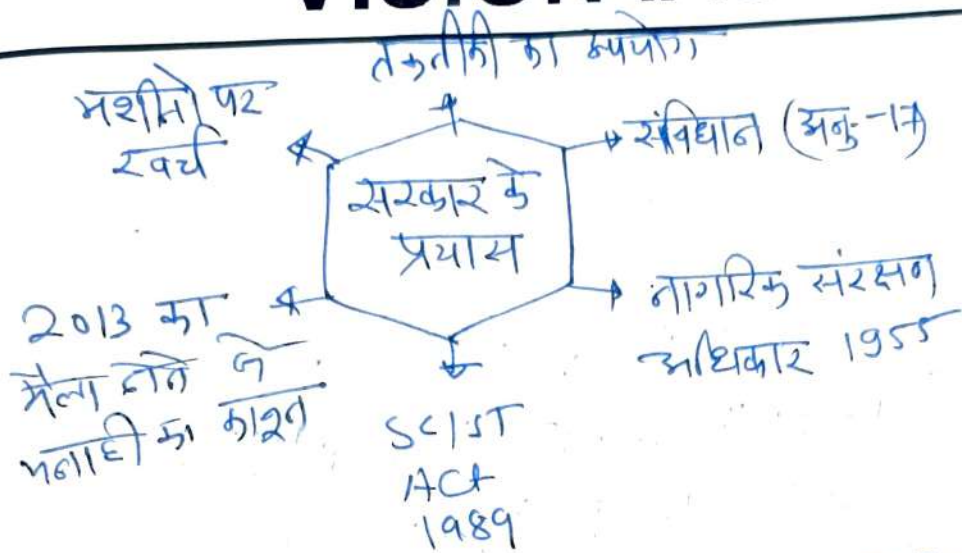 तकनीकी का उपयोग
मशीनों पर
खर्च
संविधान (अनु-17)
सरकार के
प्रयास
2013 का
मैला ढोने के
मनाही का कानून
नागरिक संरक्षण
अधिकार 1955
SC/ST
ACt
1989